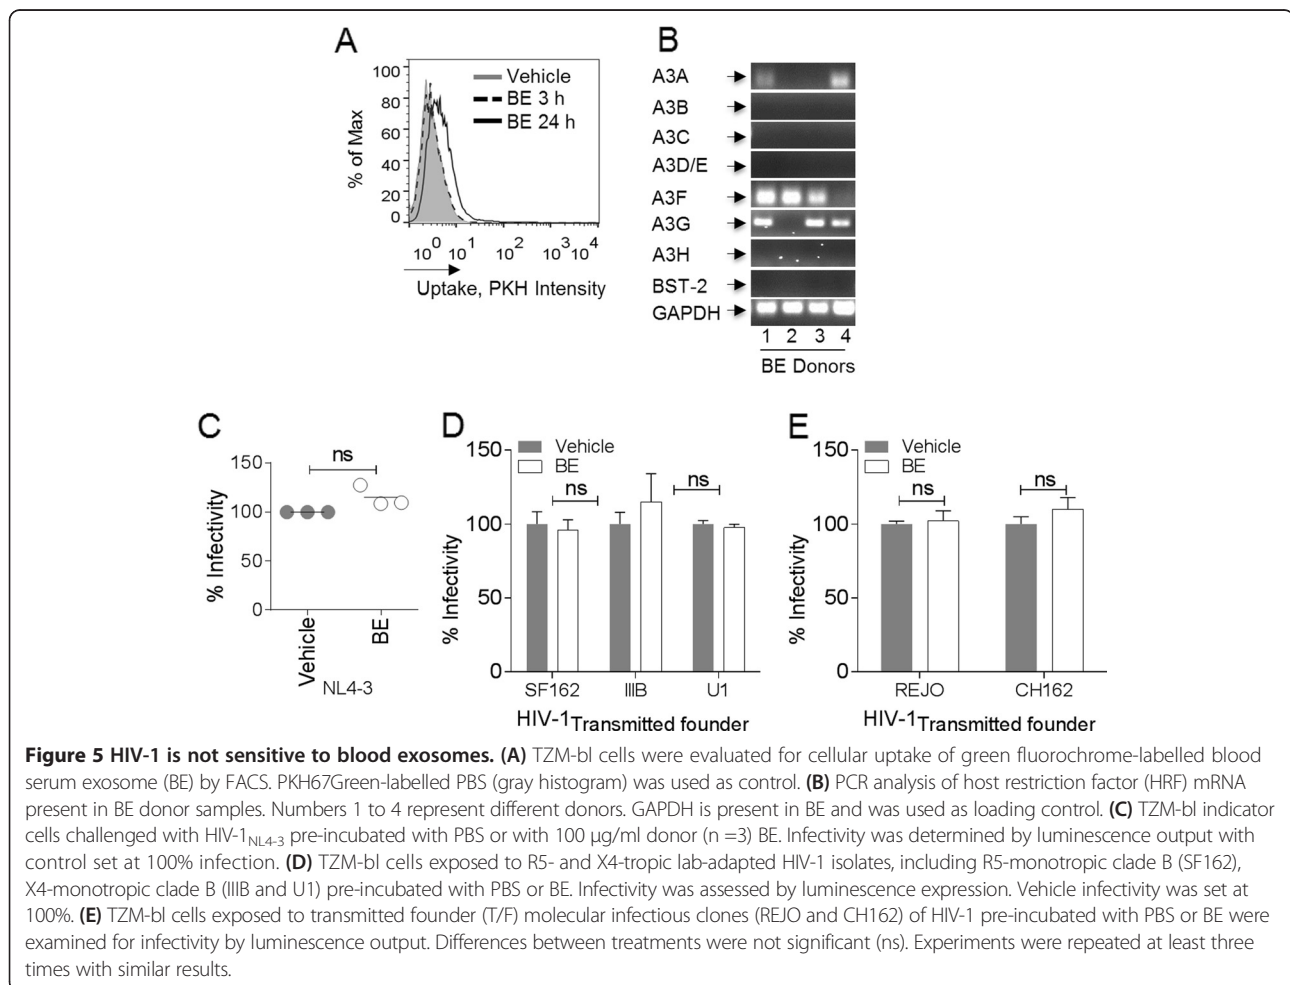 A
100
80
60
40
20
0
% of Max
Vehicle
BE 3 h
BE 24 h
10⁰ 10¹ 10² 10³ 10⁴
Uptake, PKH Intensity
B
A3A
A3B
A3C
A3D/E
A3F
A3G
A3H
BST-2
GAPDH
1 2 3 4
BE Donors
C
150
100
50
0
% Infectivity
ns
Vehicle
BE
NL4-3
D
150
100
50
0
% Infectivity
Vehicle
BE
ns ns
SF162 IIIB U1
HIV-1Transmitted founder
E
150
100
50
0
% Infectivity
Vehicle
BE
ns ns
REJO CH162
HIV-1Transmitted founder
Figure 5 HIV-1 is not sensitive to blood exosomes. (A) TZM-bl cells were evaluated for cellular uptake of green fluorochrome-labelled blood
serum exosome (BE) by FACS. PKH67Green-labelled PBS (gray histogram) was used as control. (B) PCR analysis of host restriction factor (HRF) mRNA
present in BE donor samples. Numbers 1 to 4 represent different donors. GAPDH is present in BE and was used as loading control. (C) TZM-bl indicator
cells challenged with HIV-1NL4-3 pre-incubated with PBS or with 100 μg/ml donor (n =3) BE. Infectivity was determined by luminescence output with
control set at 100% infection. (D) TZM-bl cells exposed to R5- and X4-tropic lab-adapted HIV-1 isolates, including R5-monotropic clade B (SF162),
X4-monotropic clade B (IIIB and U1) pre-incubated with PBS or BE. Infectivity was assessed by luminescence expression. Vehicle infectivity was set at
100%. (E) TZM-bl cells exposed to transmitted founder (T/F) molecular infectious clones (REJO and CH162) of HIV-1 pre-incubated with PBS or BE were
examined for infectivity by luminescence output. Differences between treatments were not significant (ns). Experiments were repeated at least three
times with similar results.